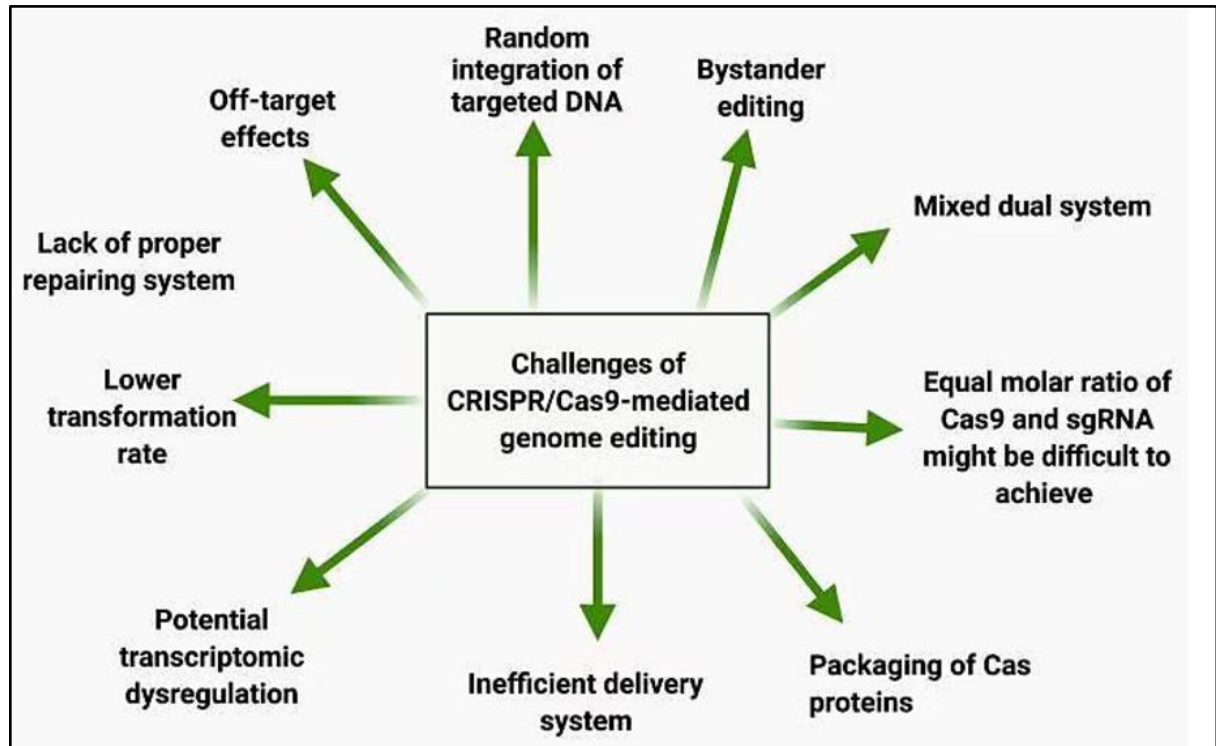 Random
integration of
targeted DNA
Bystander
editing
Off-target
effects
Mixed dual system
Lack of proper
repairing system
Challenges of
CRISPR/Cas9-mediated
genome editing
Lower
transformation
rate
Equal molar ratio of
Cas9 and sgRNA
might be difficult to
achieve
Potential
transcriptomic
dysregulation
Inefficient delivery
system
Packaging of Cas
proteins